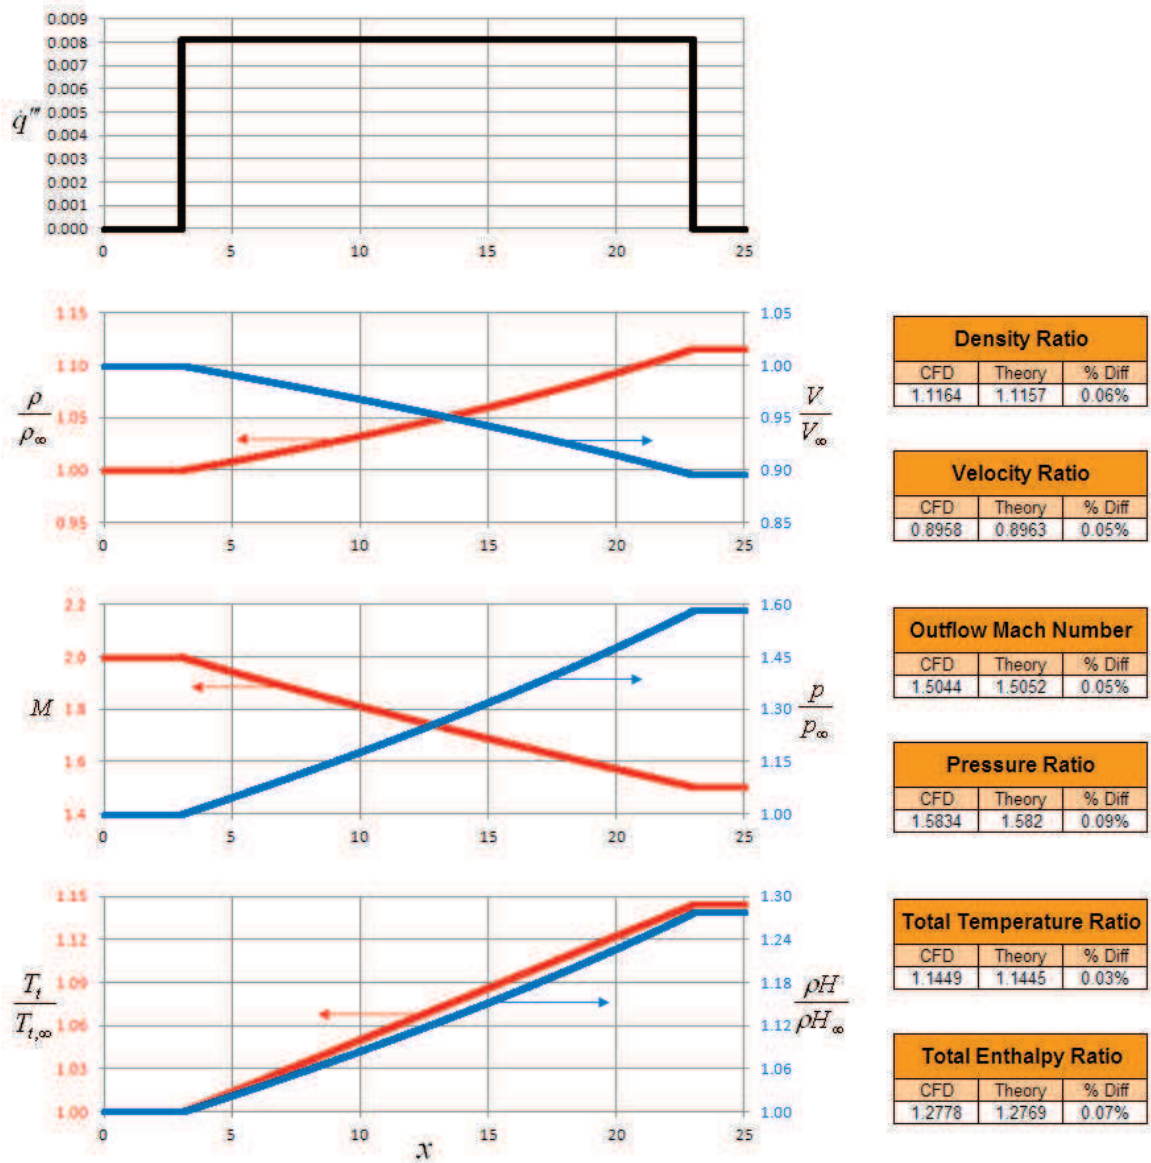 0.009
0.008
0.007
0.006
0.005
0.004
0.003
0.002
0.001
0.000
q̇‴
0 5 10 15 20 25
1.15
1.10
1.05
1.00
0.95
ρ
ρ∞
1.05
1.00
0.95
0.90
0.85
V
V∞
0 5 10 15 20 25
Density Ratio
CFD Theory % Diff
1.1164 1.1157 0.06%
Velocity Ratio
CFD Theory % Diff
0.8958 0.8963 0.05%
2.2
2.0
1.8
1.6
1.4
M
1.60
1.45
1.30
1.15
1.00
p
p∞
0 5 10 15 20 25
Outflow Mach Number
CFD Theory % Diff
1.5044 1.5052 0.05%
Pressure Ratio
CFD Theory % Diff
1.5834 1.582 0.09%
1.15
1.12
1.09
1.06
1.03
1.00
T_t
T_t,∞
1.30
1.24
1.18
1.12
1.06
1.00
ρH
ρH∞
0 5 10 15 20 25
x
Total Temperature Ratio
CFD Theory % Diff
1.1449 1.1445 0.03%
Total Enthalpy Ratio
CFD Theory % Diff
1.2778 1.2769 0.07%